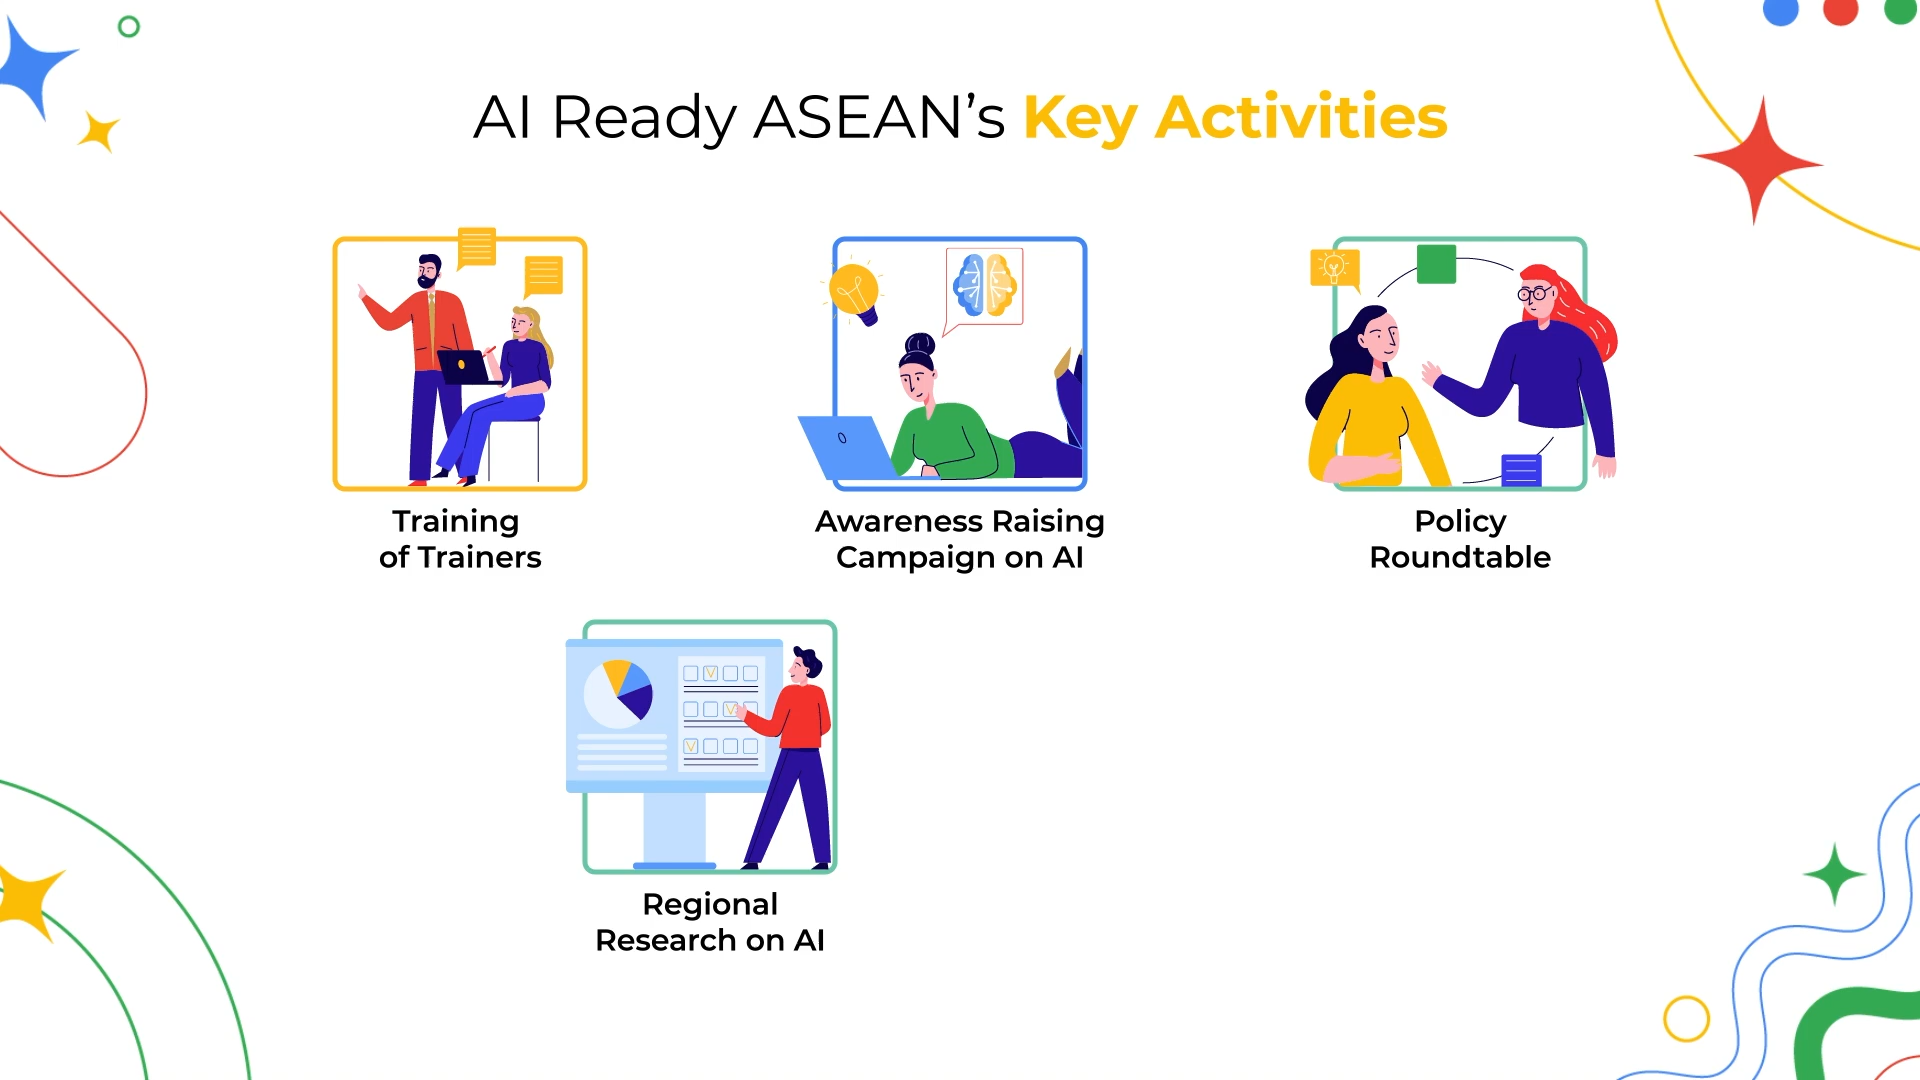 AI Ready ASEAN’s Key Activities
Training
of Trainers
Awareness Raising
Campaign on AI
Policy
Roundtable
Regional
Research on AI